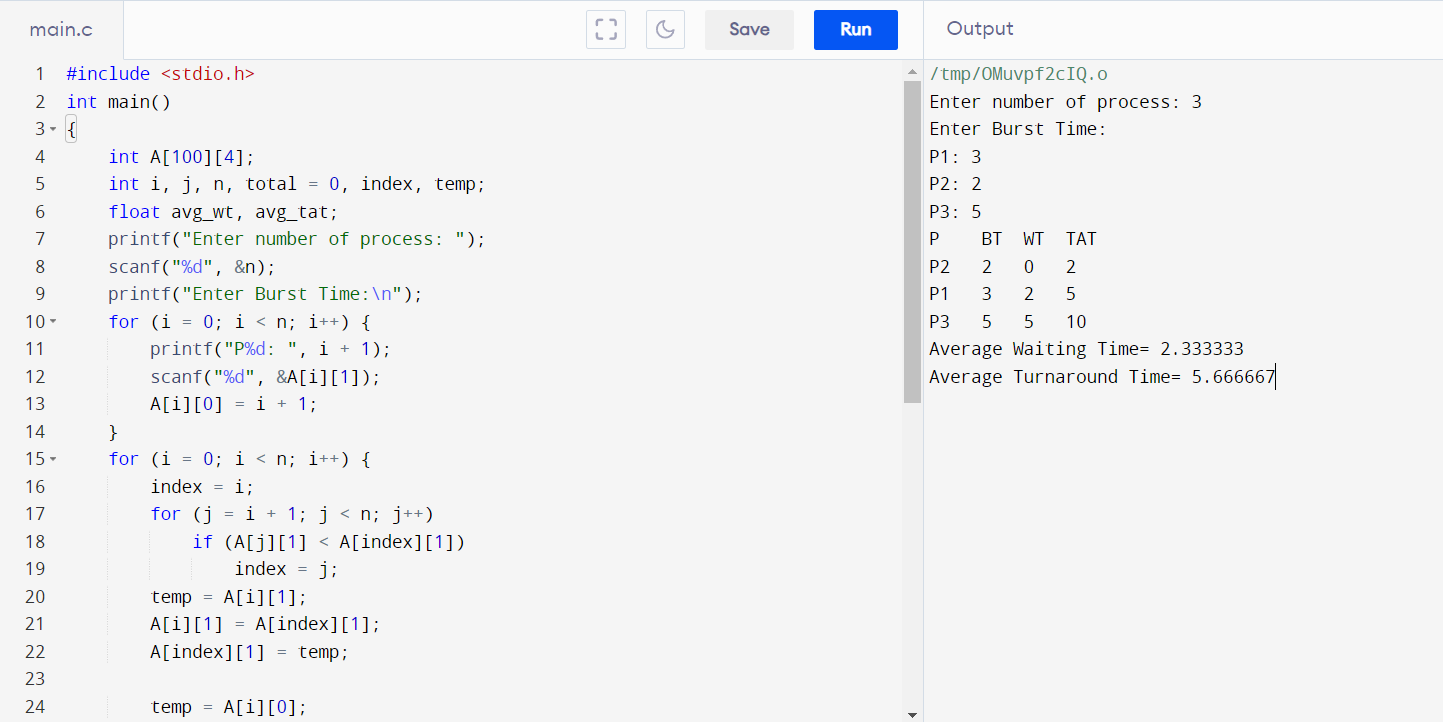 main.c
Save
Run
Output
1 #include <stdio.h>
2 int main()
3 {
4 int A[100][4];
5 int i, j, n, total = 0, index, temp;
6 float avg_wt, avg_tat;
7 printf("Enter number of process: ");
8 scanf("%d", &n);
9 printf("Enter Burst Time:\n");
10 for (i = 0; i < n; i++) {
11 printf("P%d: ", i + 1);
12 scanf("%d", &A[i][1]);
13 A[i][0] = i + 1;
14 }
15 for (i = 0; i < n; i++) {
16 index = i;
17 for (j = i + 1; j < n; j++)
18 if (A[j][1] < A[index][1])
19 index = j;
20 temp = A[i][1];
21 A[i][1] = A[index][1];
22 A[index][1] = temp;
23
24 temp = A[i][0];
/tmp/OMuvpf2cIQ.o
Enter number of process: 3
Enter Burst Time:
P1: 3
P2: 2
P3: 5
P BT WT TAT
P2 2 0 2
P1 3 2 5
P3 5 5 10
Average Waiting Time= 2.333333
Average Turnaround Time= 5.666667